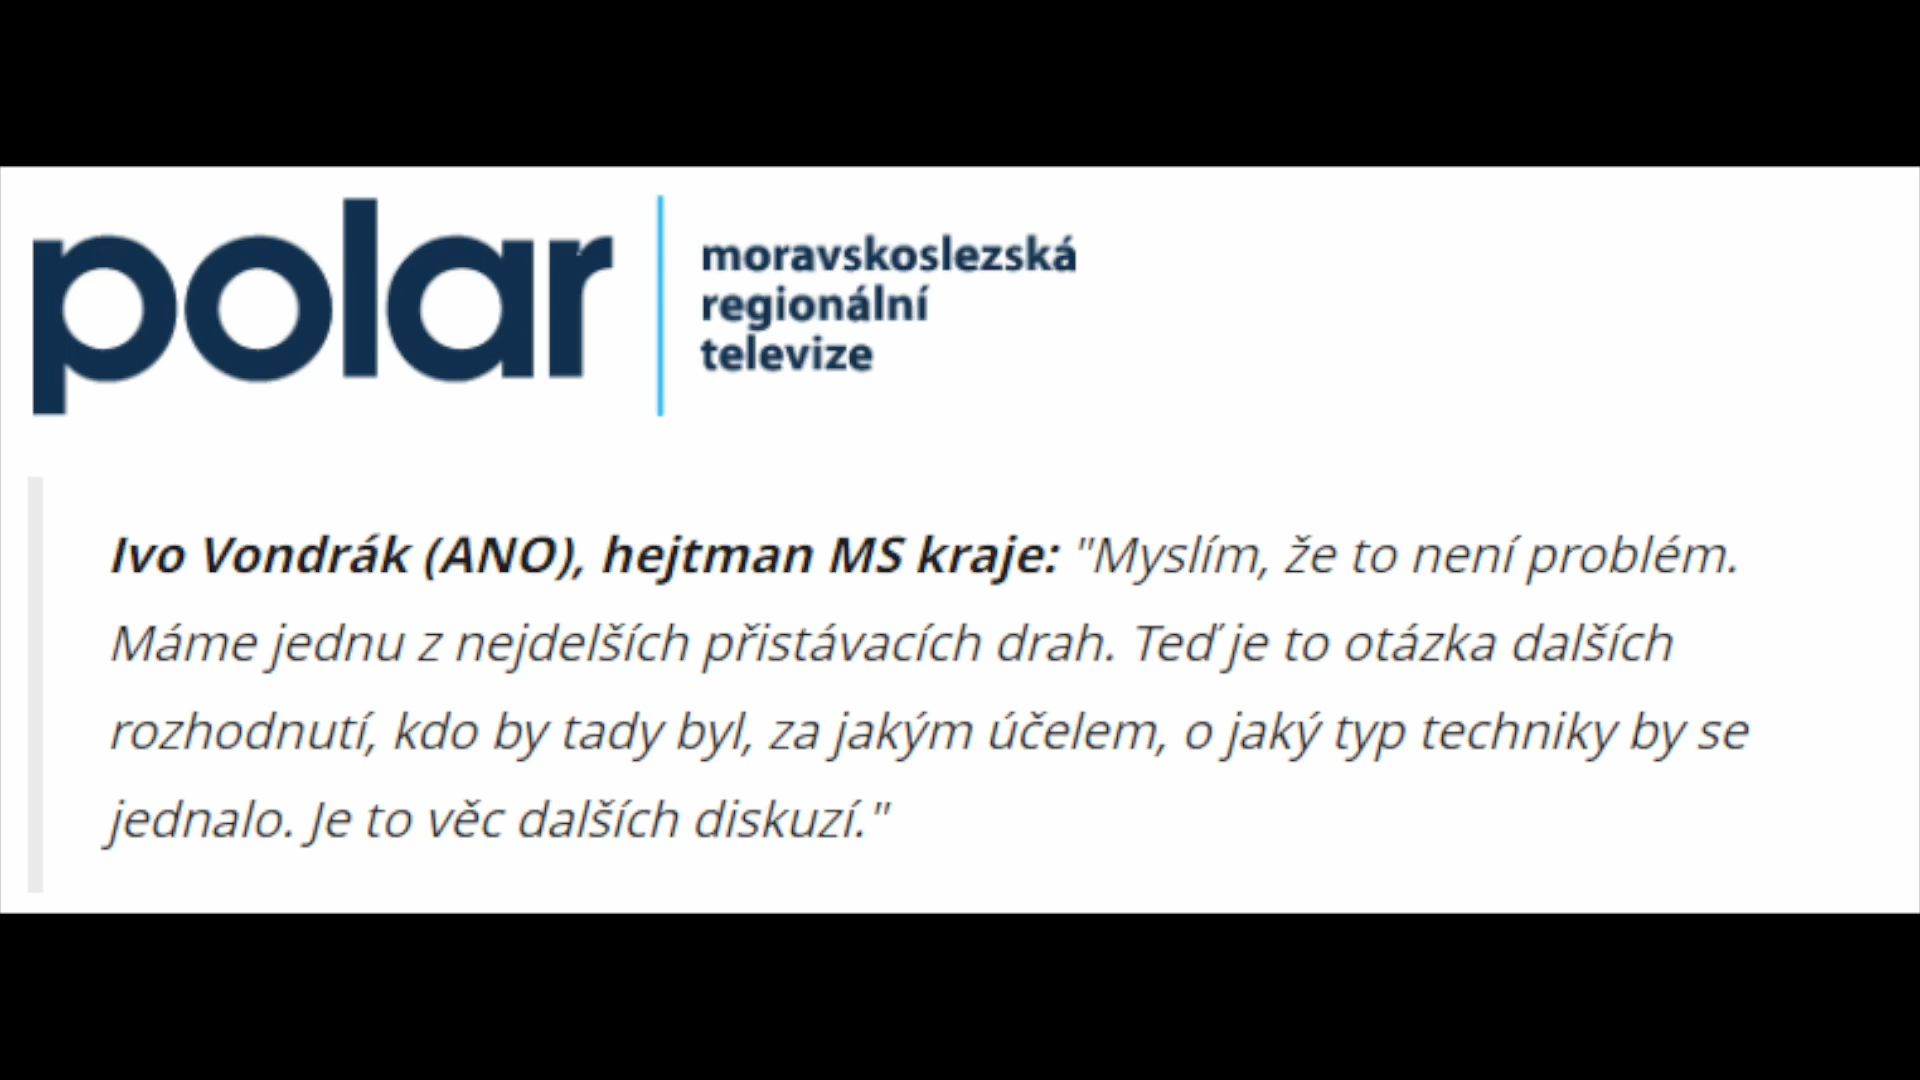 polar
moravskoslezská
regionální
televize
Ivo Vondrák (ANO), hejtman MS kraje: "Myslím, že to není problém.
Máme jednu z nejdelších přistávacích drah. Teď je to otázka dalších
rozhodnutí, kdo by tady byl, za jakým účelem, o jaký typ techniky by se
jednalo. Je to věc dalších diskuzí."